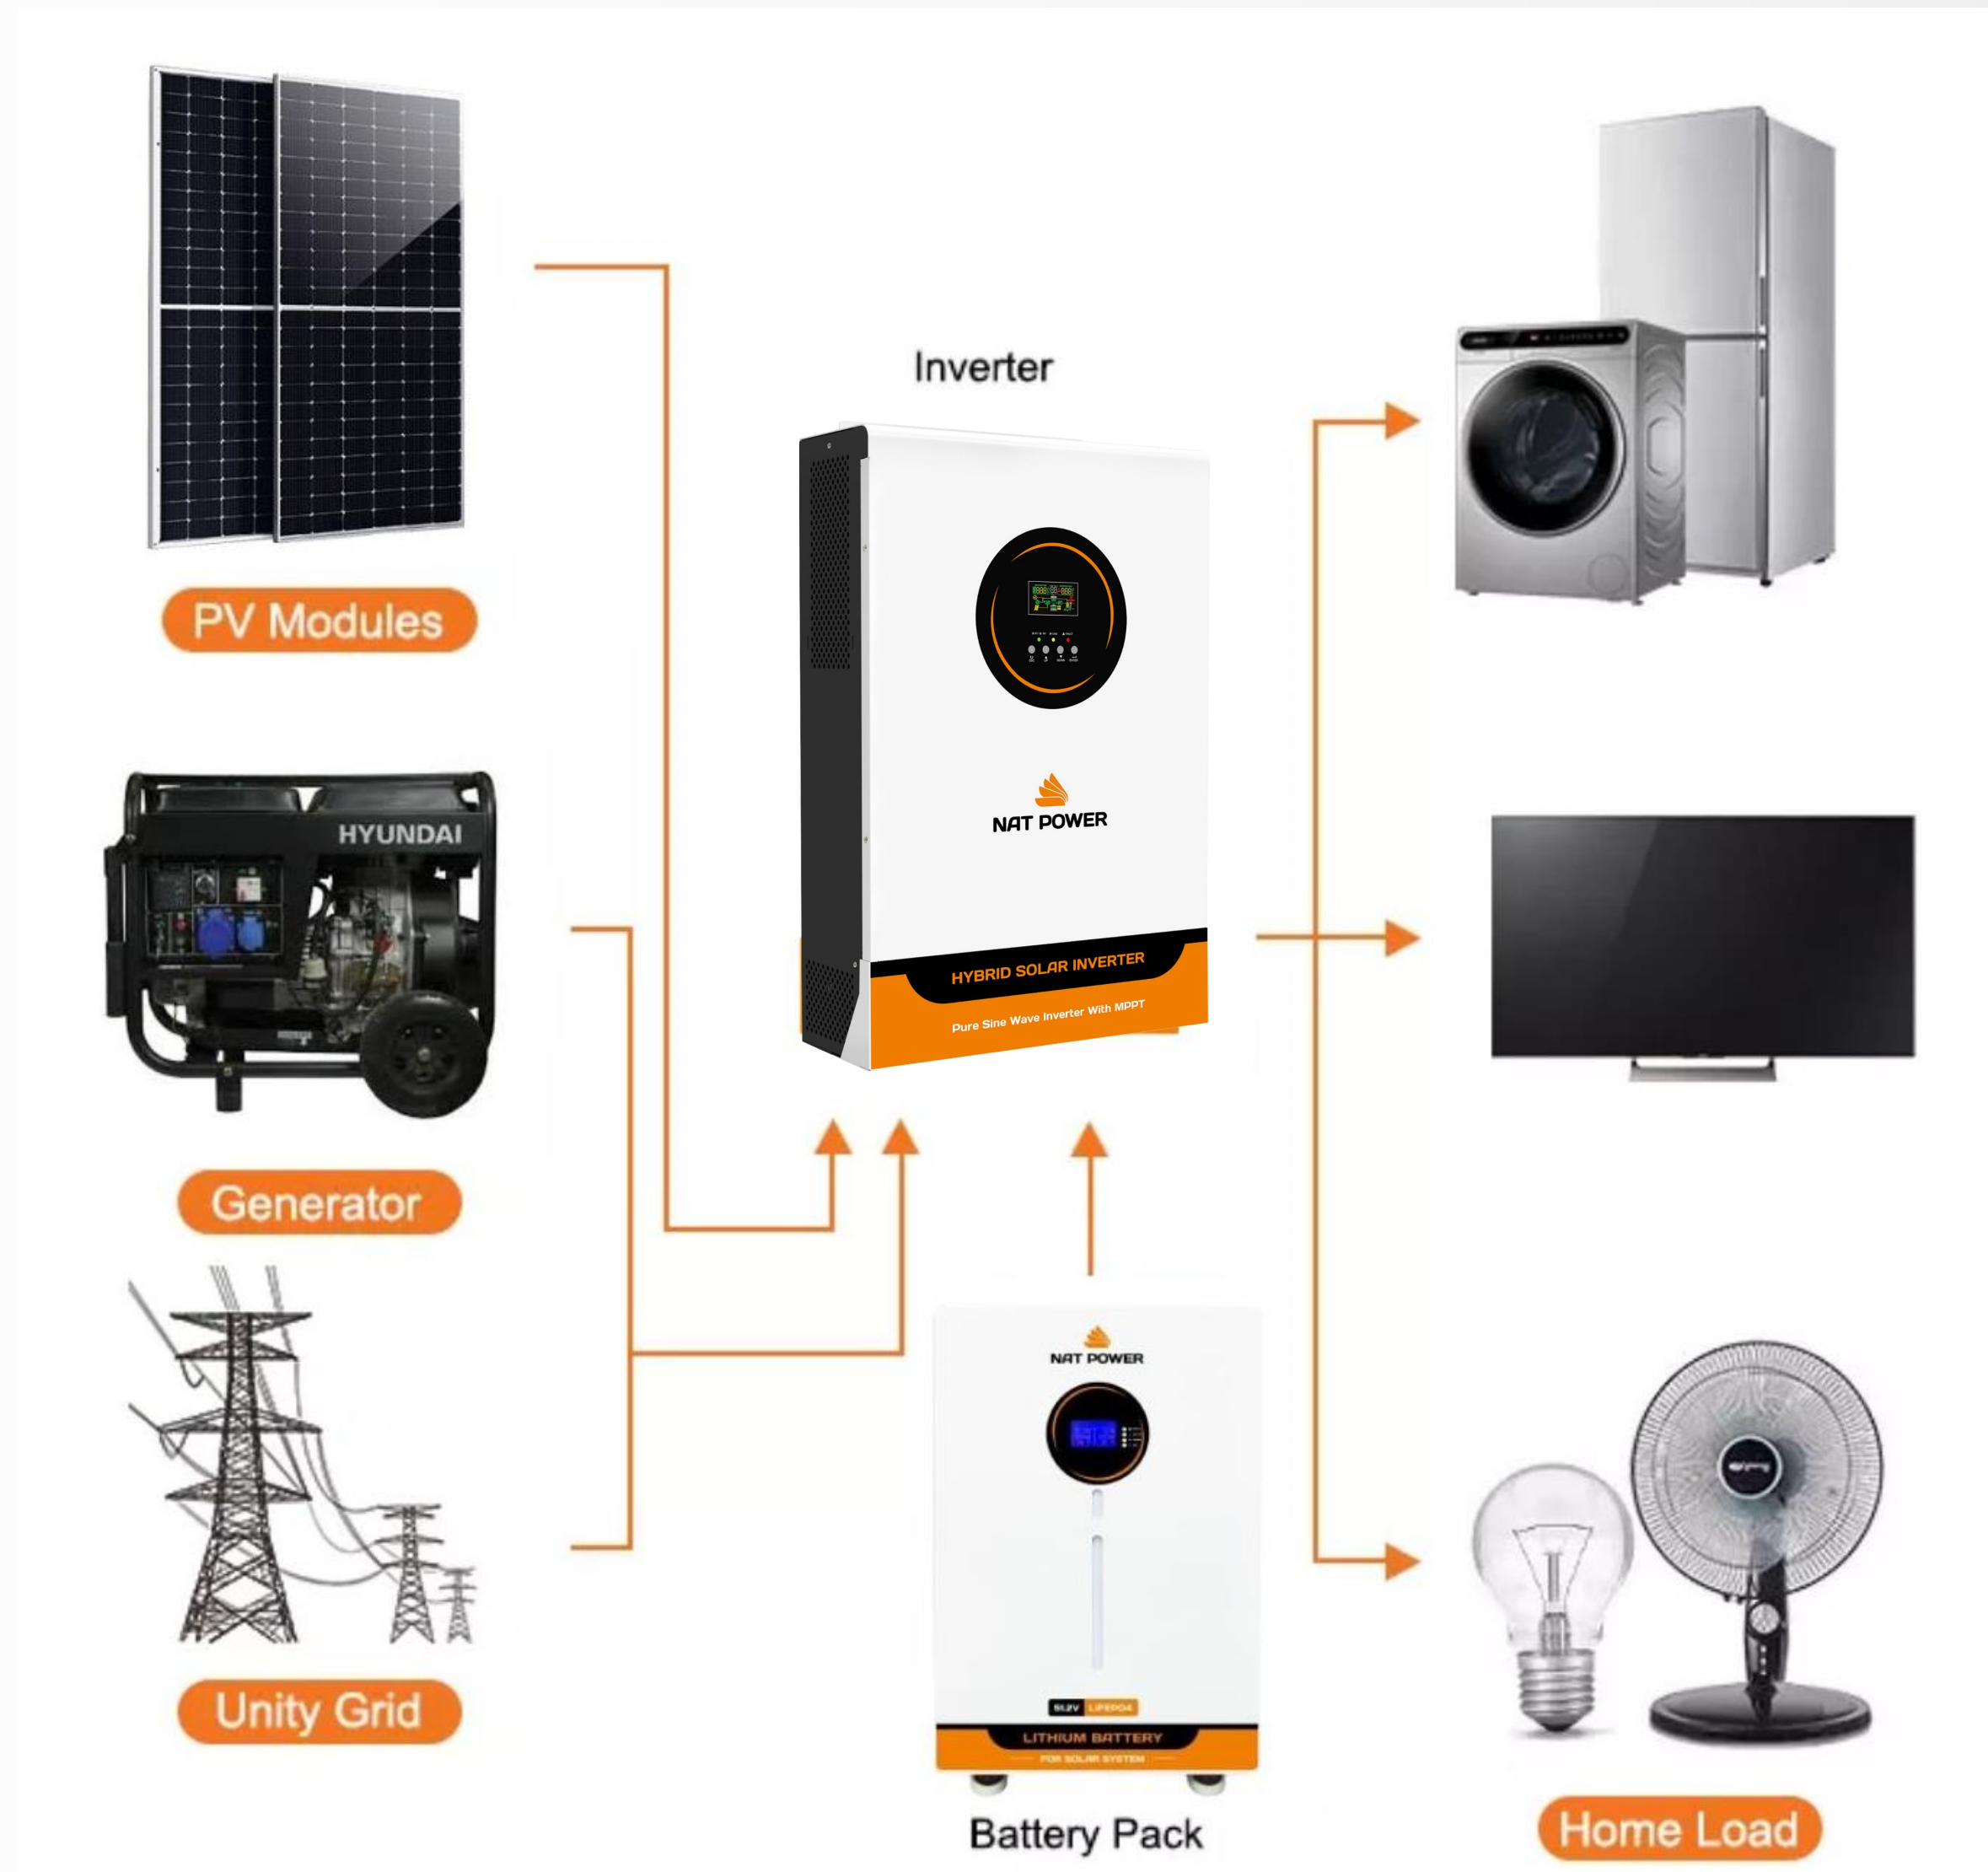 PV Modules
HYUNDAI
Generator
Unity Grid
Inverter
NAT POWER
HYBRID SOLAR INVERTER
Pure Sine Wave Inverter With MPPT
NAT POWER
51.2V LIFEPO4
LITHIUM BATTERY
FOR SOLAR SYSTEM
Battery Pack
Home Load